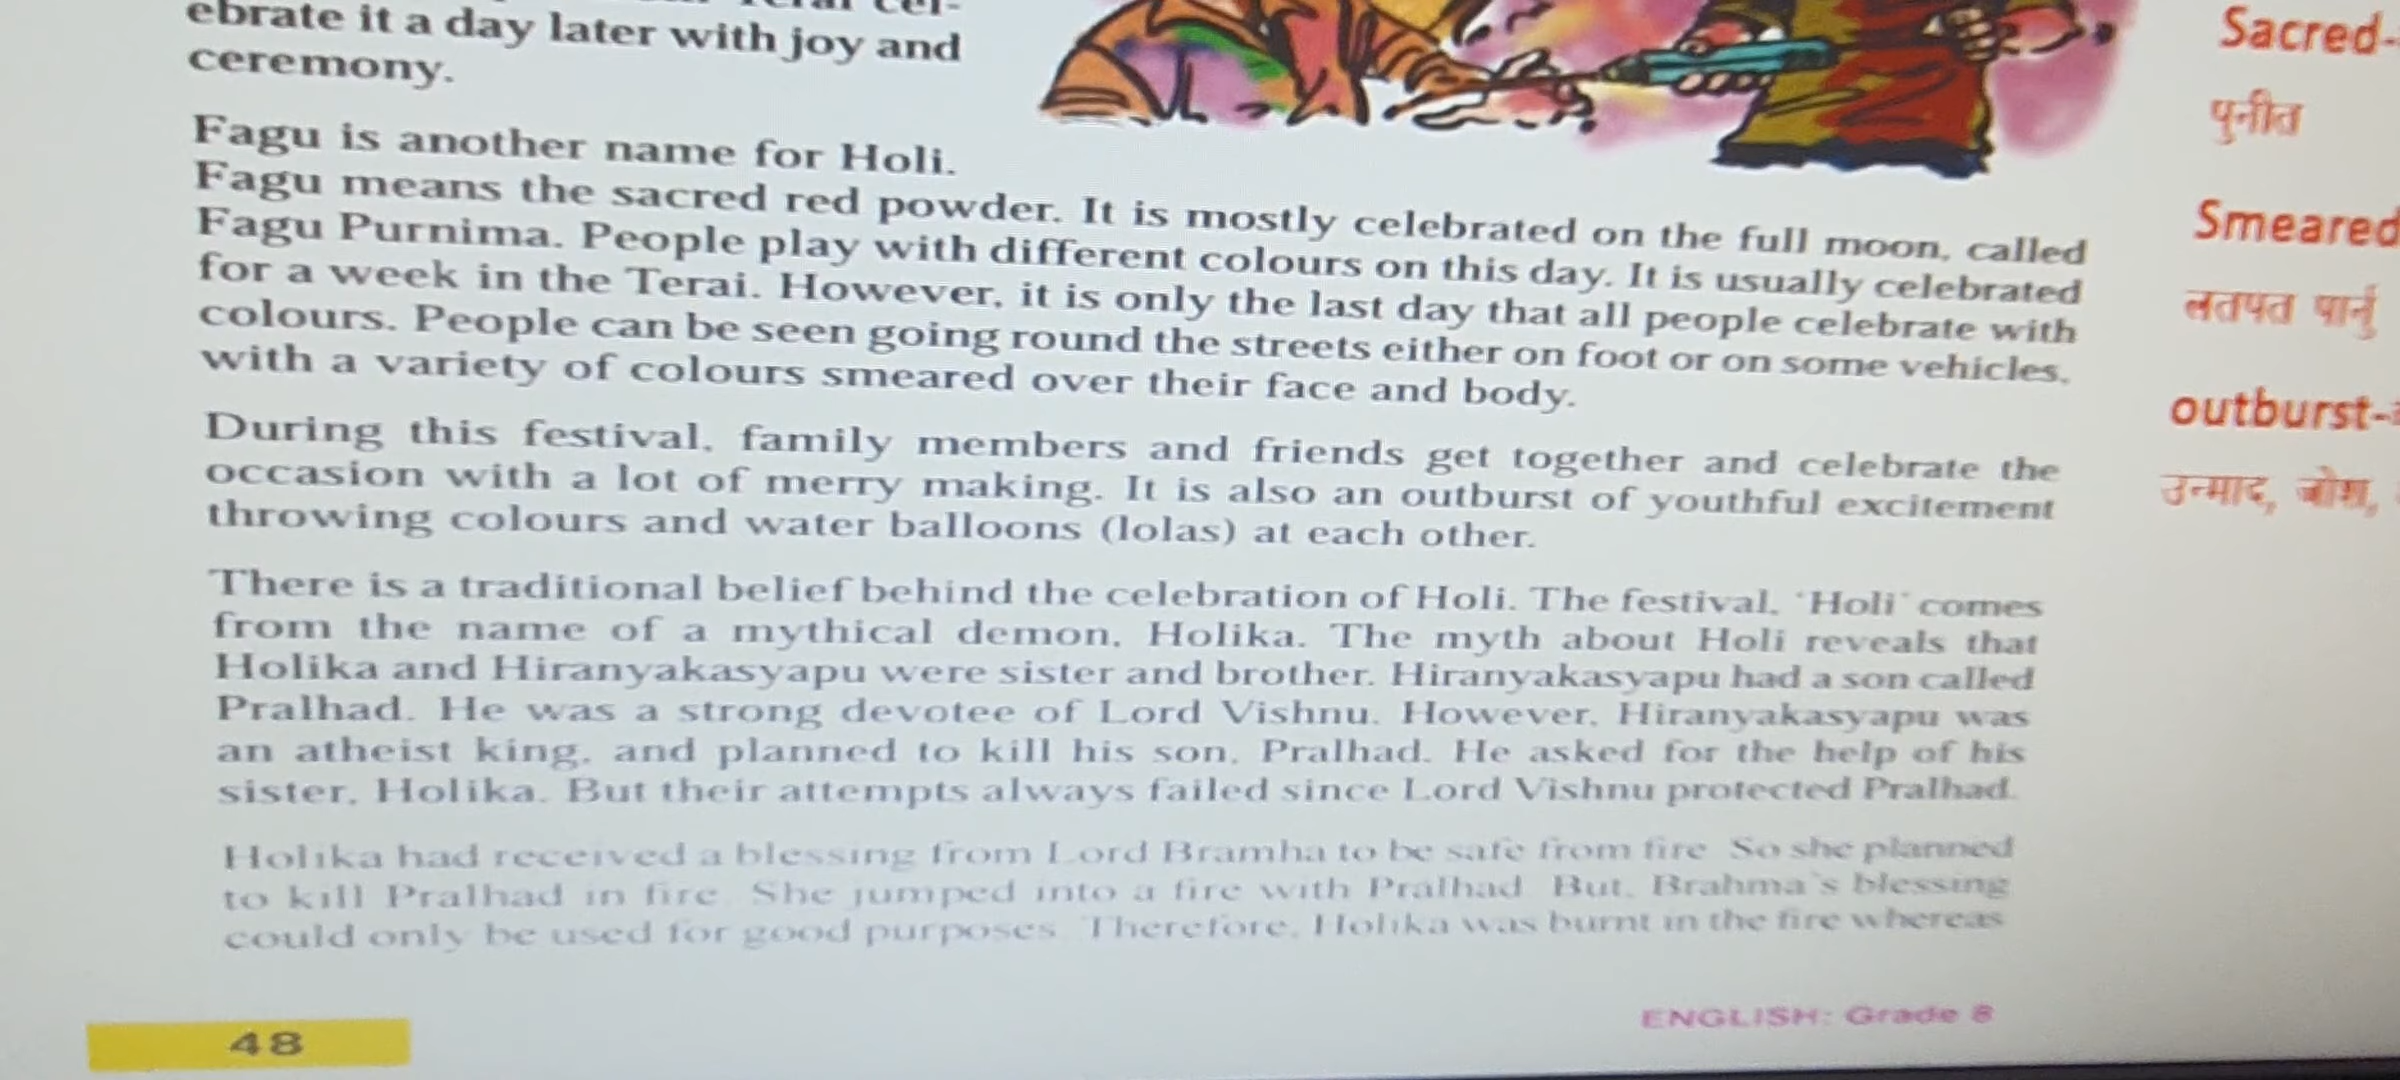 ebrate it a day later with joy and
ceremony.
Fagu is another name for Holi.
Fagu means the sacred red powder. It is mostly celebrated on the full moon, called
Fagu Purnima. People play with different colours on this day. It is usually celebrated
for a week in the Terai. However, it is only the last day that all people celebrate with
colours. People can be seen going round the streets either on foot or on some vehicles,
with a variety of colours smeared over their face and body.
During this festival, family members and friends get together and celebrate the
occasion with a lot of merry making. It is also an outburst of youthful excitement
throwing colours and water balloons (lolas) at each other.
There is a traditional belief behind the celebration of Holi. The festival, 'Holi' comes
from the name of a mythical demon, Holika. The myth about Holi reveals that
Holika and Hiranyakasyapu were sister and brother. Hiranyakasyapu had a son called
Pralhad. He was a strong devotee of Lord Vishnu. However, Hiranyakasyapu was
an atheist king, and planned to kill his son, Pralhad. He asked for the help of his
sister, Holika. But their attempts always failed since Lord Vishnu protected Pralhad.
Holika had received a blessing from Lord Bramha to be safe from fire. So she planned
to kill Pralhad in fire. She jumped into a fire with Pralhad. But, Brahma's blessing
could only be used for good purposes. Therefore, Holika was burnt in the fire whereas
48
ENGLISH: Grade 8
Sacred-
पुनीत
Smeared
लतपत पार्नु
outburst-
उन्माद, जोश,